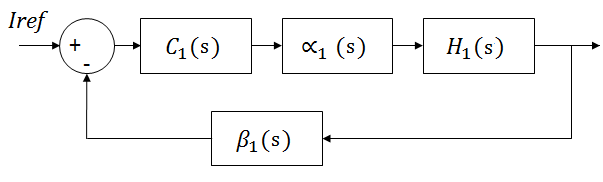 Iref
+
-
C₁(s)
∝₁ (s)
H₁(s)
β₁(s)